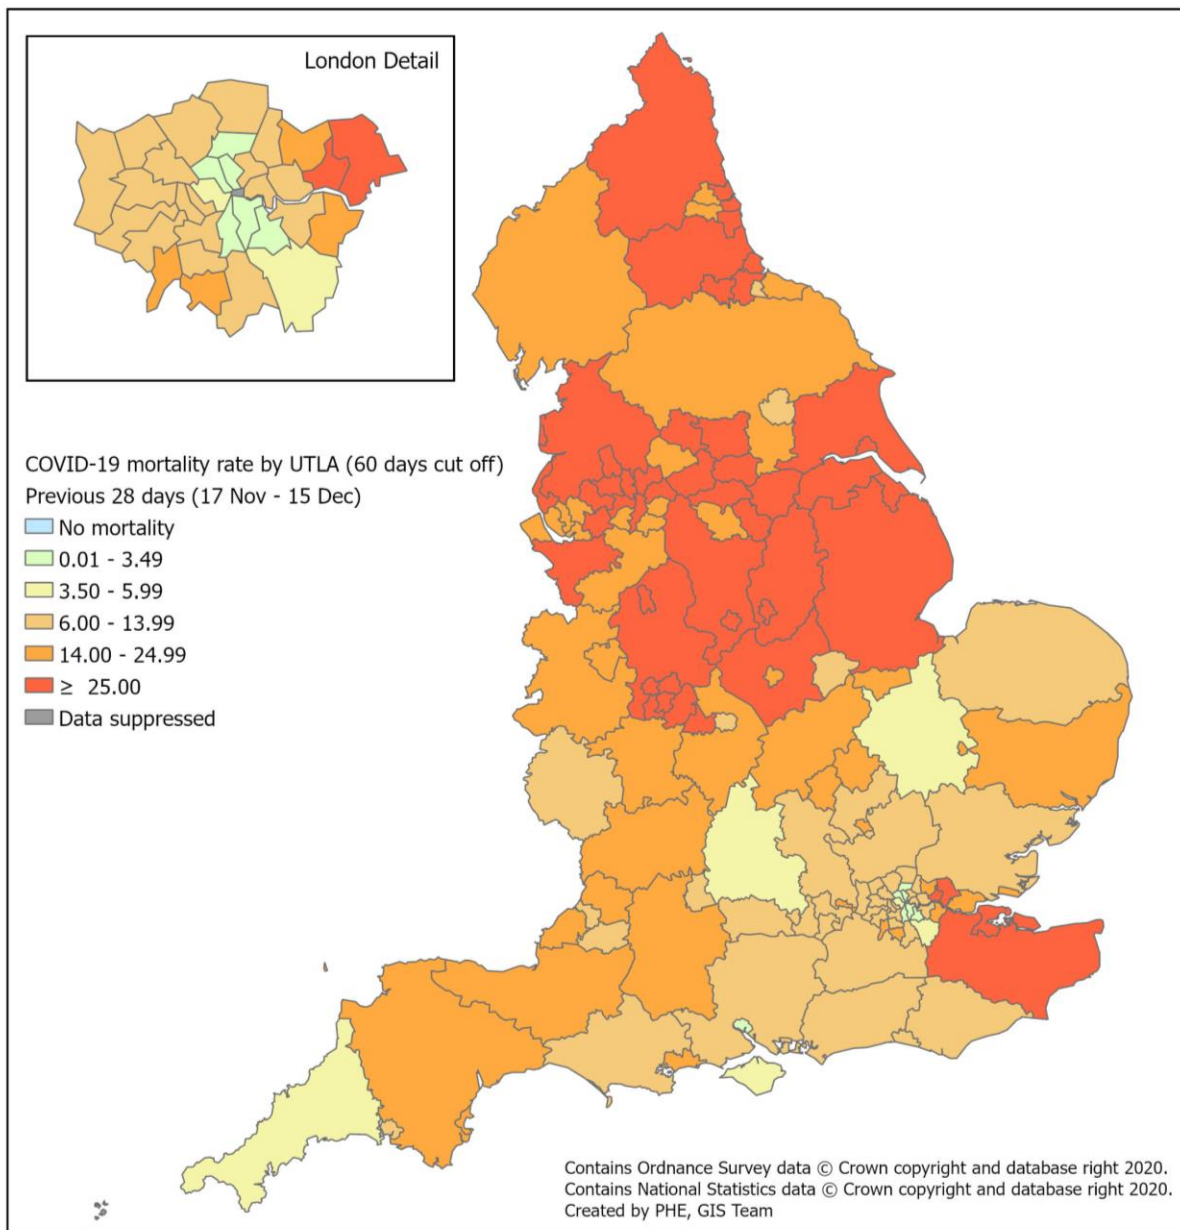 London Detail
COVID-19 mortality rate by UTLA (60 days cut off)
Previous 28 days (17 Nov - 15 Dec)
No mortality
0.01 - 3.49
3.50 - 5.99
6.00 - 13.99
14.00 - 24.99
≥ 25.00
Data suppressed
Contains Ordnance Survey data © Crown copyright and database right 2020.
Contains National Statistics data © Crown copyright and database right 2020.
Created by PHE, GIS Team